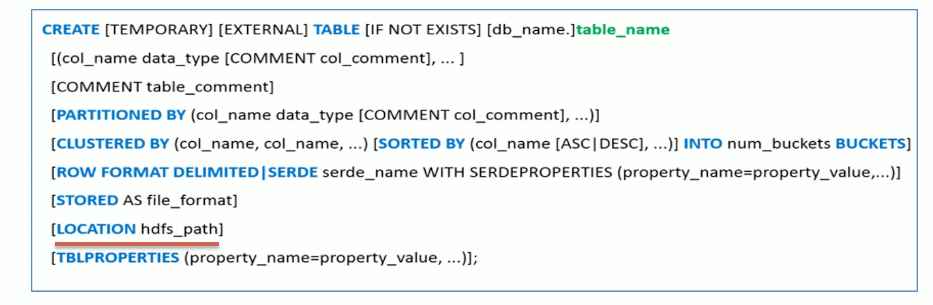 CREATE [TEMPORARY] [EXTERNAL] TABLE [IF NOT EXISTS] [db_name.]table_name
[(col_name data_type [COMMENT col_comment], ... ]
[COMMENT table_comment]
[PARTITIONED BY (col_name data_type [COMMENT col_comment], ...)]
[CLUSTERED BY (col_name, col_name, ...) [SORTED BY (col_name [ASC|DESC], ...)] INTO num_buckets BUCKETS]
[ROW FORMAT DELIMITED|SERDE serde_name WITH SERDEPROPERTIES (property_name=property_value,...)]
[STORED AS file_format]
[LOCATION hdfs_path]
[TBLPROPERTIES (property_name=property_value, ...)];